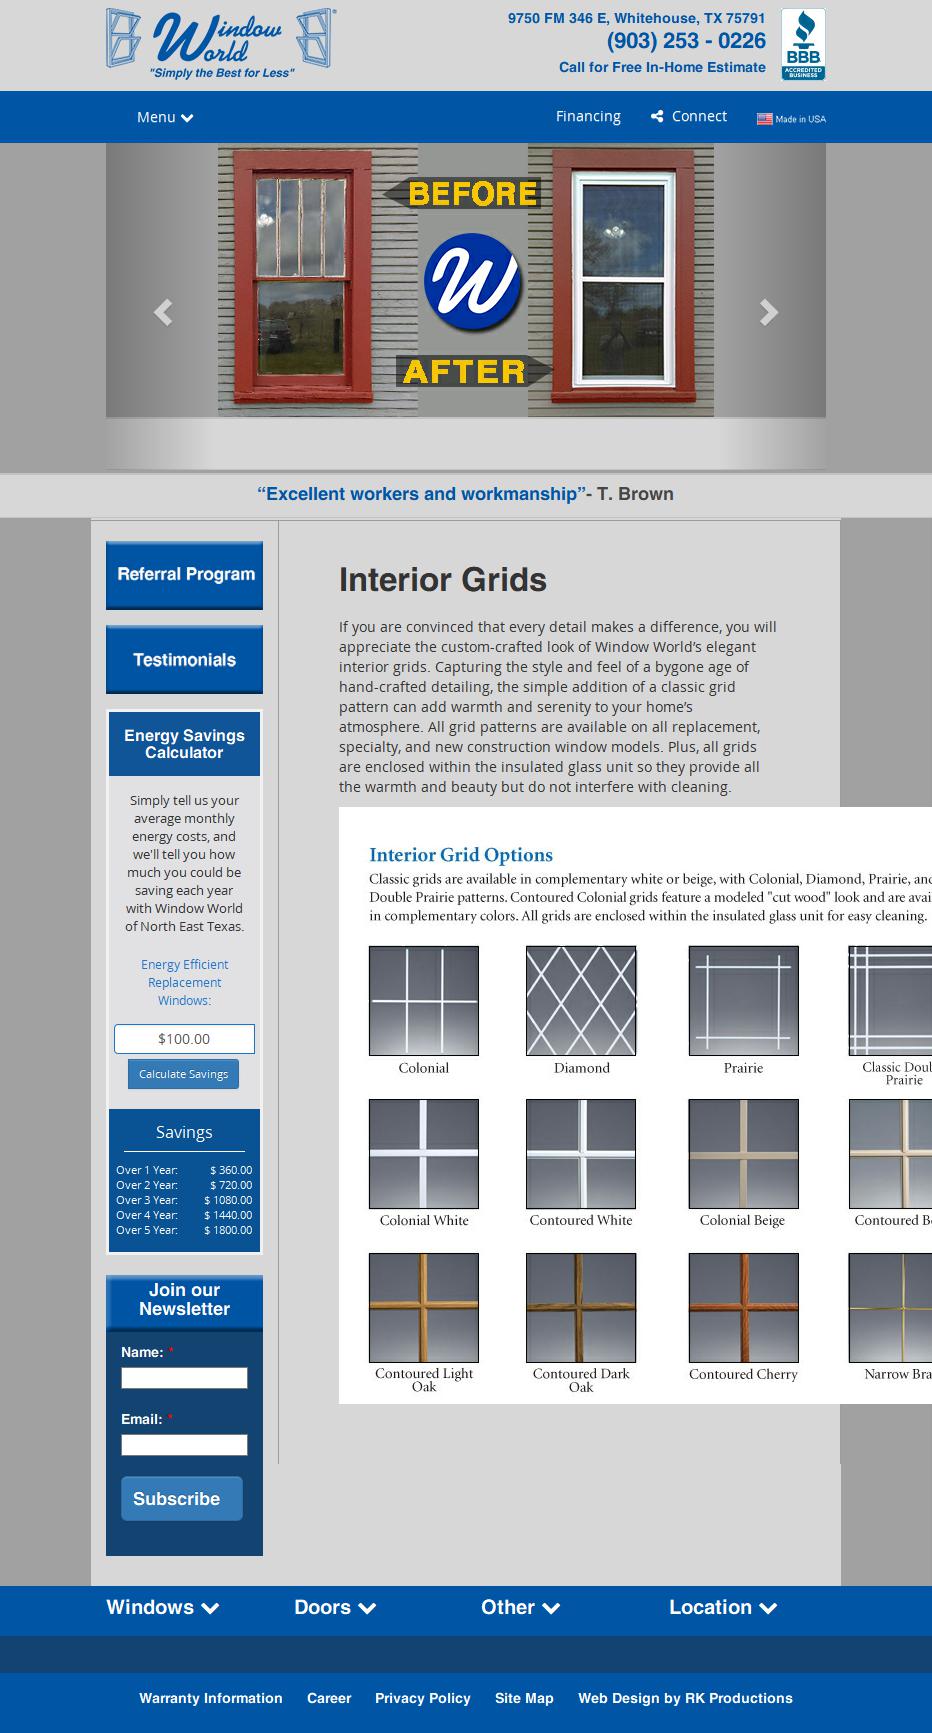 Window World
"Simply the Best for Less"
9750 FM 346 E, Whitehouse, TX 75791
(903) 253 - 0226
Call for Free In-Home Estimate
BBB
ACCREDITED
BUSINESS
Menu
Financing
Connect
Made in USA
BEFORE
W
AFTER
“Excellent workers and workmanship”- T. Brown
Referral Program
Testimonials
Energy Savings
Calculator
Simply tell us your
average monthly
energy costs, and
we'll tell you how
much you could be
saving each year
with Window World
of North East Texas.
Energy Efficient
Replacement
Windows:
$100.00
Calculate Savings
Savings
Over 1 Year: $ 360.00
Over 2 Year: $ 720.00
Over 3 Year: $ 1080.00
Over 4 Year: $ 1440.00
Over 5 Year: $ 1800.00
Join our
Newsletter
Name: *
Email: *
Subscribe
Interior Grids
If you are convinced that every detail makes a difference, you will
appreciate the custom-crafted look of Window World’s elegant
interior grids. Capturing the style and feel of a bygone age of
hand-crafted detailing, the simple addition of a classic grid
pattern can add warmth and serenity to your home’s
atmosphere. All grid patterns are available on all replacement,
specialty, and new construction window models. Plus, all grids
are enclosed within the insulated glass unit so they provide all
the warmth and beauty but do not interfere with cleaning.
Interior Grid Options
Classic grids are available in complementary white or beige, with Colonial, Diamond, Prairie, and
Double Prairie patterns. Contoured Colonial grids feature a modeled "cut wood" look and are avai
in complementary colors. All grids are enclosed within the insulated glass unit for easy cleaning.
Colonial
Diamond
Prairie
Classic Doub
Prairie
Colonial White
Contoured White
Colonial Beige
Contoured Be
Contoured Light
Oak
Contoured Dark
Oak
Contoured Cherry
Narrow Bra
Windows
Doors
Other
Location
Warranty Information
Career
Privacy Policy
Site Map
Web Design by RK Productions